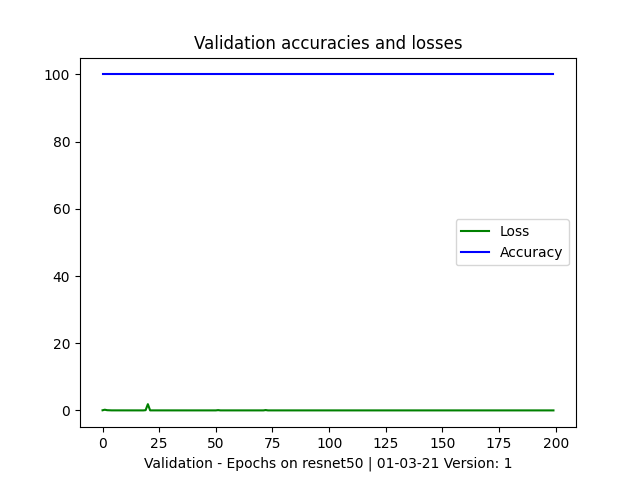 Validation accuracies and losses
100
80
60
40
20
0
Loss
Accuracy
0 25 50 75 100 125 150 175 200
Validation - Epochs on resnet50 | 01-03-21 Version: 1